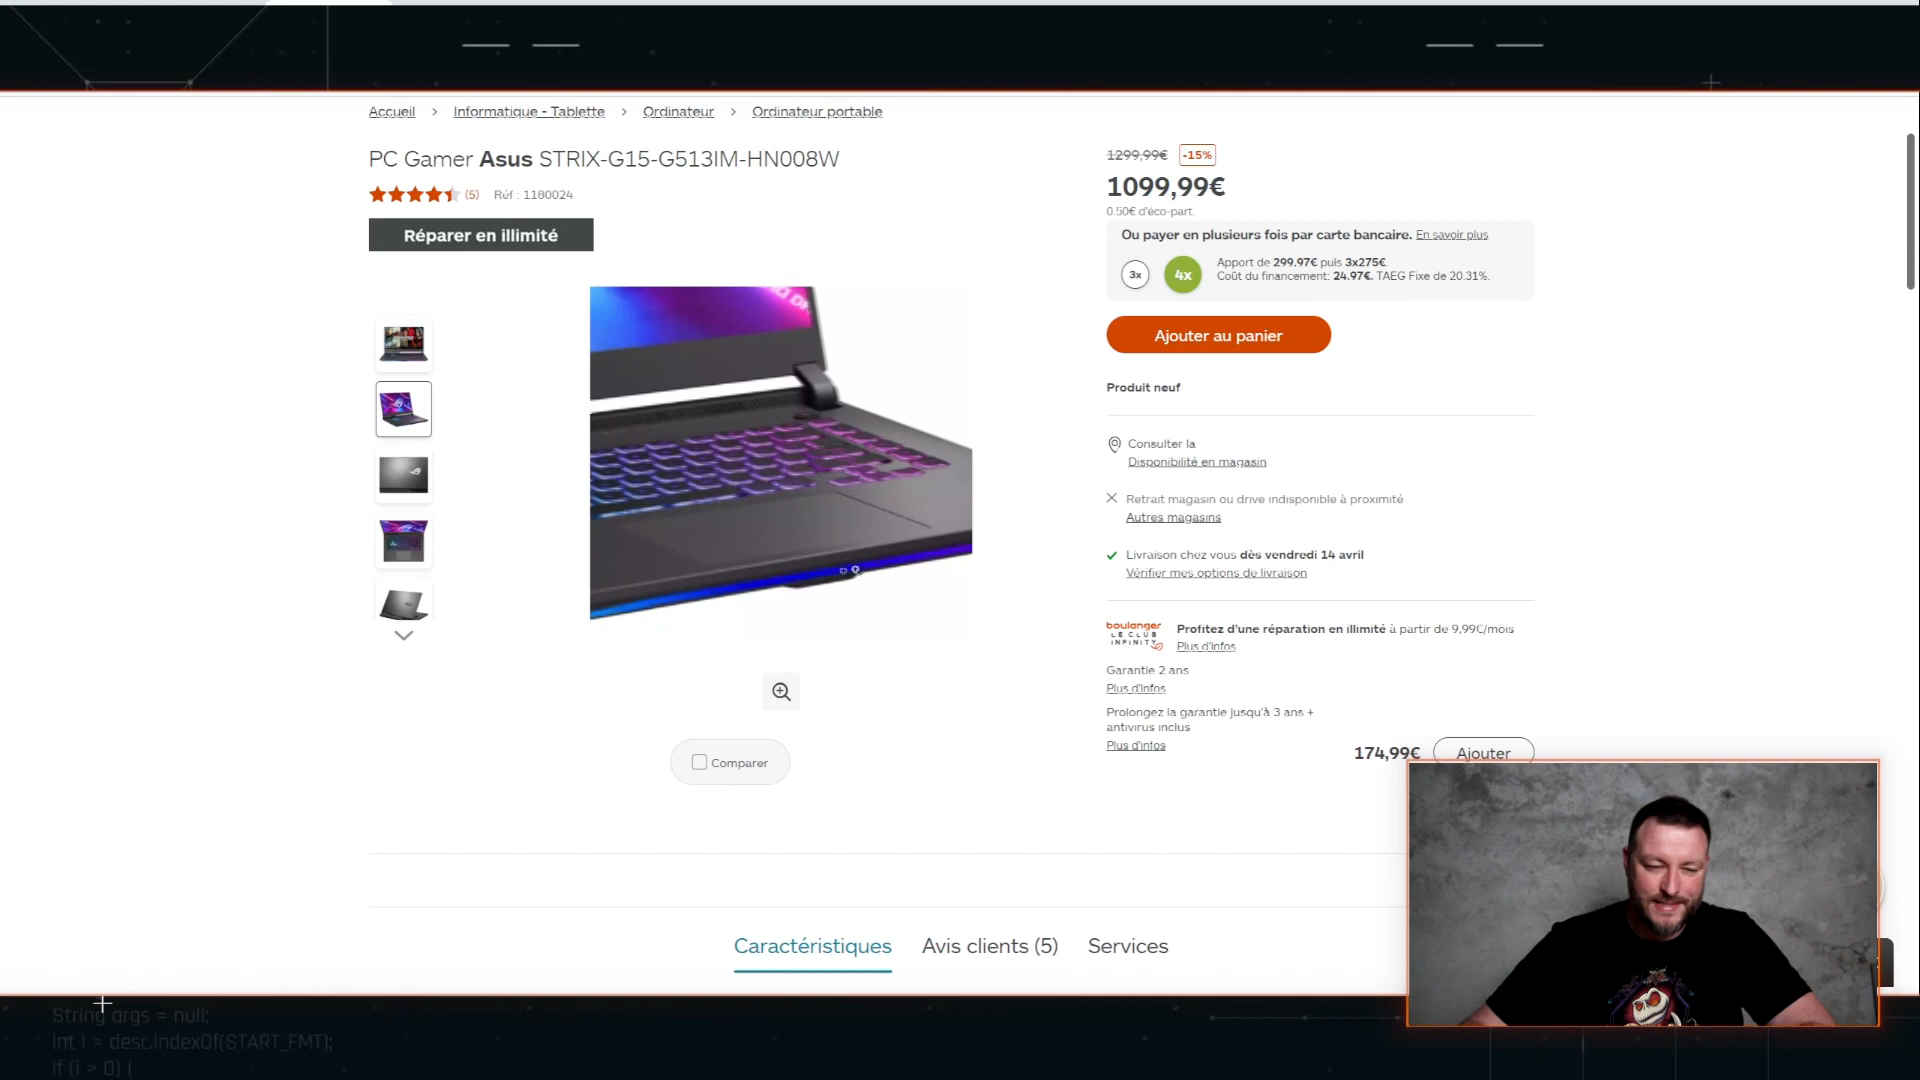 Accueil > Informatique - Tablette > Ordinateur > Ordinateur portable
PC Gamer Asus STRIX-G15-G513IM-HN008W
(5) Réf : 1180024
Réparer en illimité
Comparer
1299,99€ -15%
1099,99€
0.50€ d'éco-part.
Ou payer en plusieurs fois par carte bancaire. En savoir plus
3x 4x
Apport de 299.97€ puis 3x275€.
Coût du financement: 24.97€. TAEG Fixe de 20.31%.
Ajouter au panier
Produit neuf
Consulter la
Disponibilité en magasin
Retrait magasin ou drive indisponible à proximité
Autres magasins
Livraison chez vous dès vendredi 14 avril
Vérifier mes options de livraison
boulanger
LE CLUB
INFINITY
Profitez d'une réparation en illimité à partir de 9,99€/mois
Plus d'infos
Garantie 2 ans
Plus d'infos
Prolongez la garantie jusqu'à 3 ans +
antivirus inclus
Plus d'infos
174,99€ Ajouter
Caractéristiques Avis clients (5) Services
String args = null;
int i = desc.indexOf(START_FMT);
if (i > 0) {